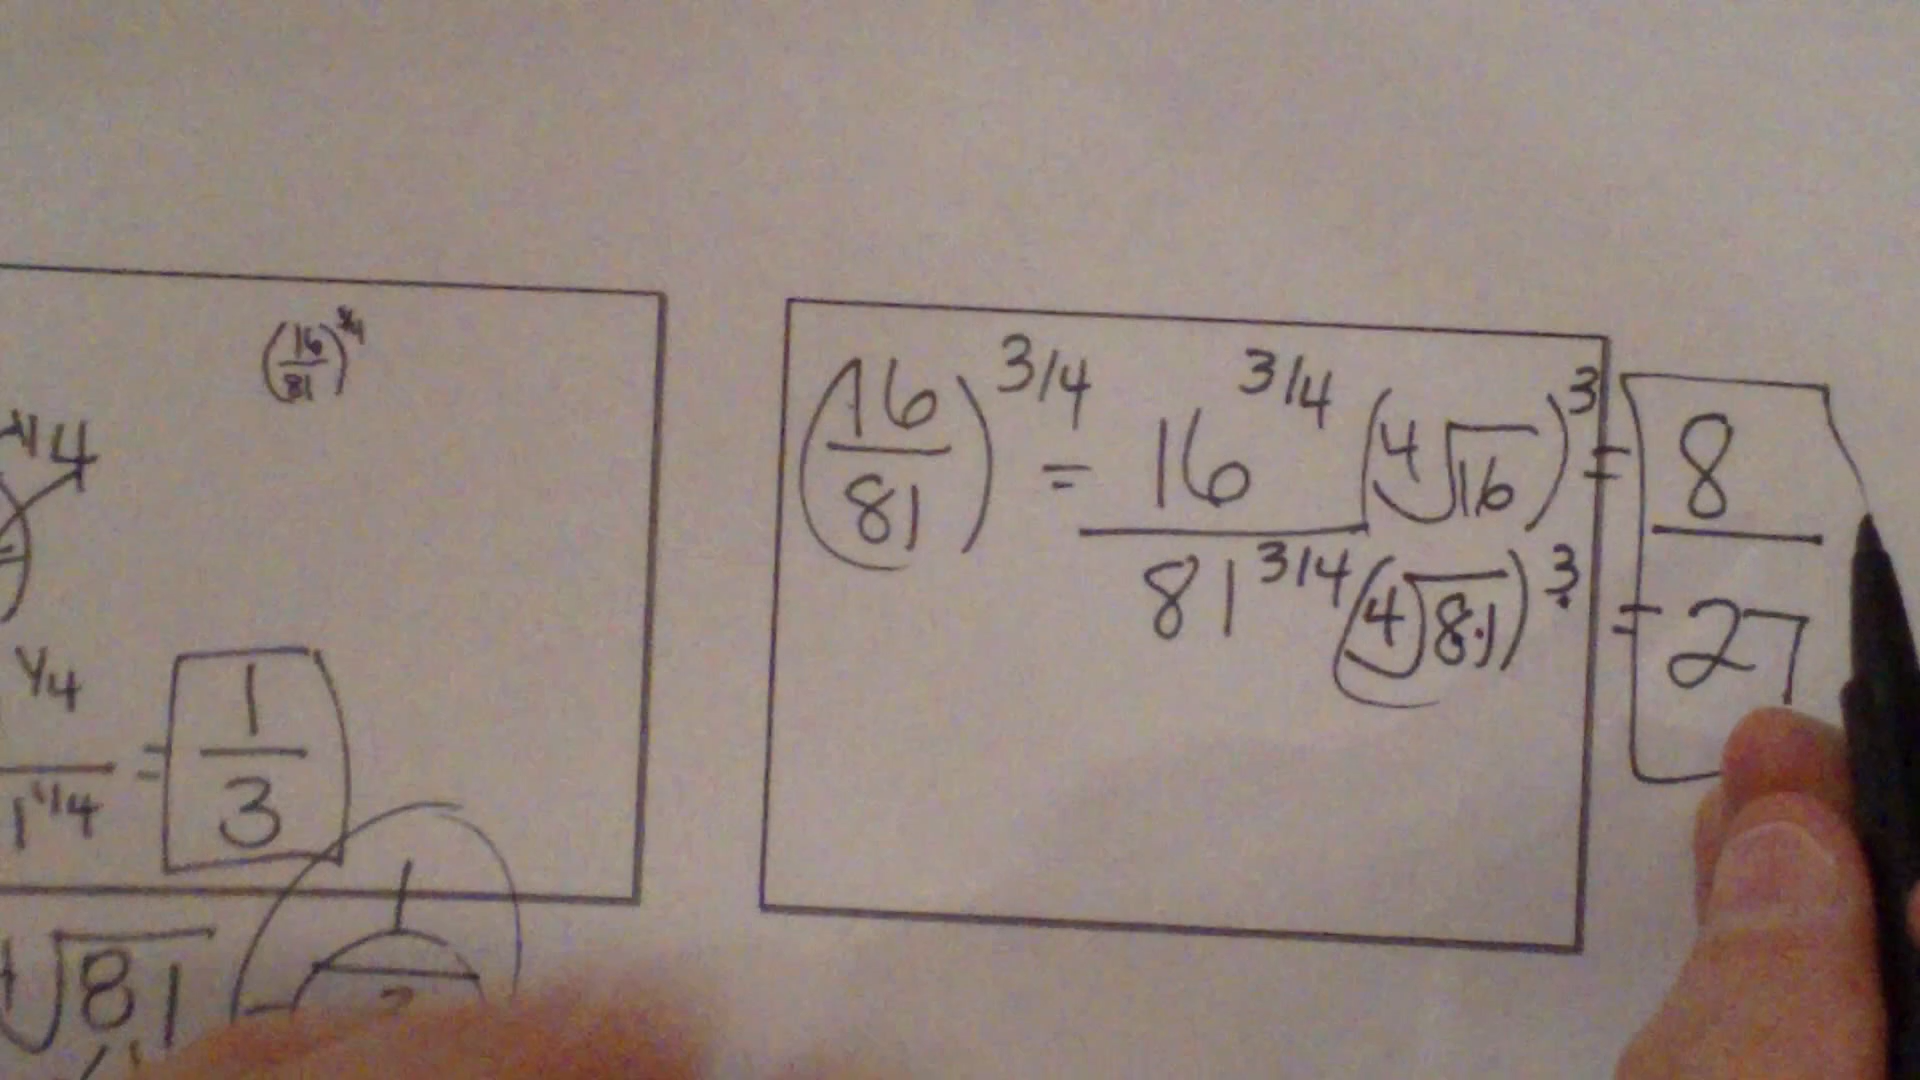 (16/81)^3/4
1/4
1/4
1^1/4 = 1/3
√81
1
(16/81)^3/4 = 16^3/4 (4√16)^3 = 8
81^3/4 (4√81)^3 = 27